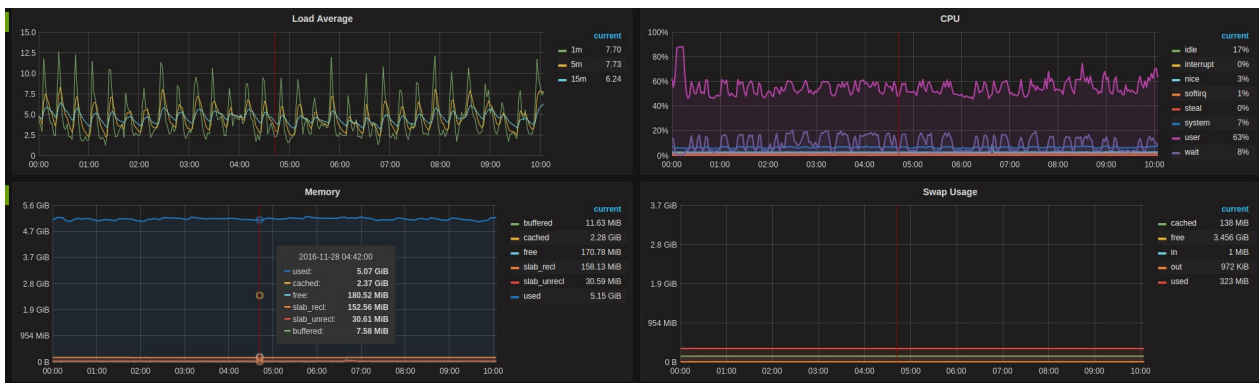 Load Average
current
15.0
12.5
10.0
7.5
5.0
2.5
0
1m 7.70
5m 7.73
15m 6.24
00:00 01:00 02:00 03:00 04:00 05:00 06:00 07:00 08:00 09:00 10:00
CPU
current
100%
80%
60%
40%
20%
0%
idle 17%
interrupt 0%
nice 3%
softirq 1%
steal 0%
system 7%
user 63%
wait 8%
00:00 01:00 02:00 03:00 04:00 05:00 06:00 07:00 08:00 09:00 10:00
Memory
current
5.6 GiB
4.7 GiB
3.7 GiB
2.8 GiB
1.9 GiB
954 MiB
0 B
buffered 11.63 MiB
cached 2.28 GiB
free 170.78 MiB
slab_recl 158.13 MiB
slab_unrecl 30.59 MiB
used 5.15 GiB
2016-11-28 04:42:00
used: 5.07 GiB
cached: 2.37 GiB
free: 180.52 MiB
slab_recl: 152.56 MiB
slab_unrecl: 30.61 MiB
buffered: 7.58 MiB
00:00 01:00 02:00 03:00 04:00 05:00 06:00 07:00 08:00 09:00 10:00
Swap Usage
current
3.7 GiB
2.8 GiB
1.9 GiB
954 MiB
0 B
cached 138 MiB
free 3.456 GiB
in 1 MiB
out 972 KiB
used 323 MiB
00:00 01:00 02:00 03:00 04:00 05:00 06:00 07:00 08:00 09:00 10:00